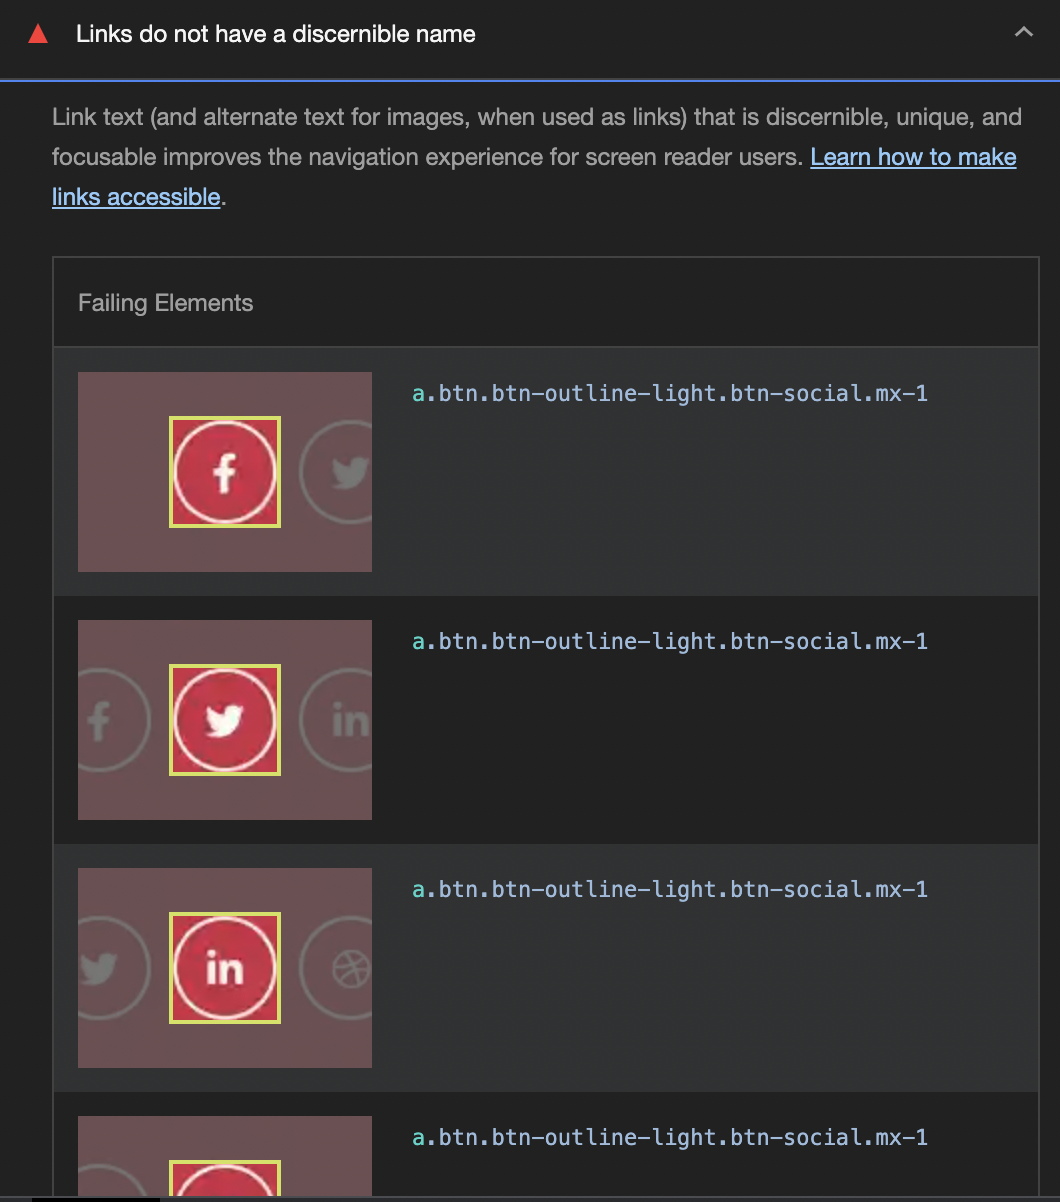 Links do not have a discernible name
Link text (and alternate text for images, when used as links) that is discernible, unique, and
focusable improves the navigation experience for screen reader users. Learn how to make
links accessible.
Failing Elements
a.btn.btn-outline-light.btn-social.mx-1
f
a.btn.btn-outline-light.btn-social.mx-1
f
in
a.btn.btn-outline-light.btn-social.mx-1
in
a.btn.btn-outline-light.btn-social.mx-1